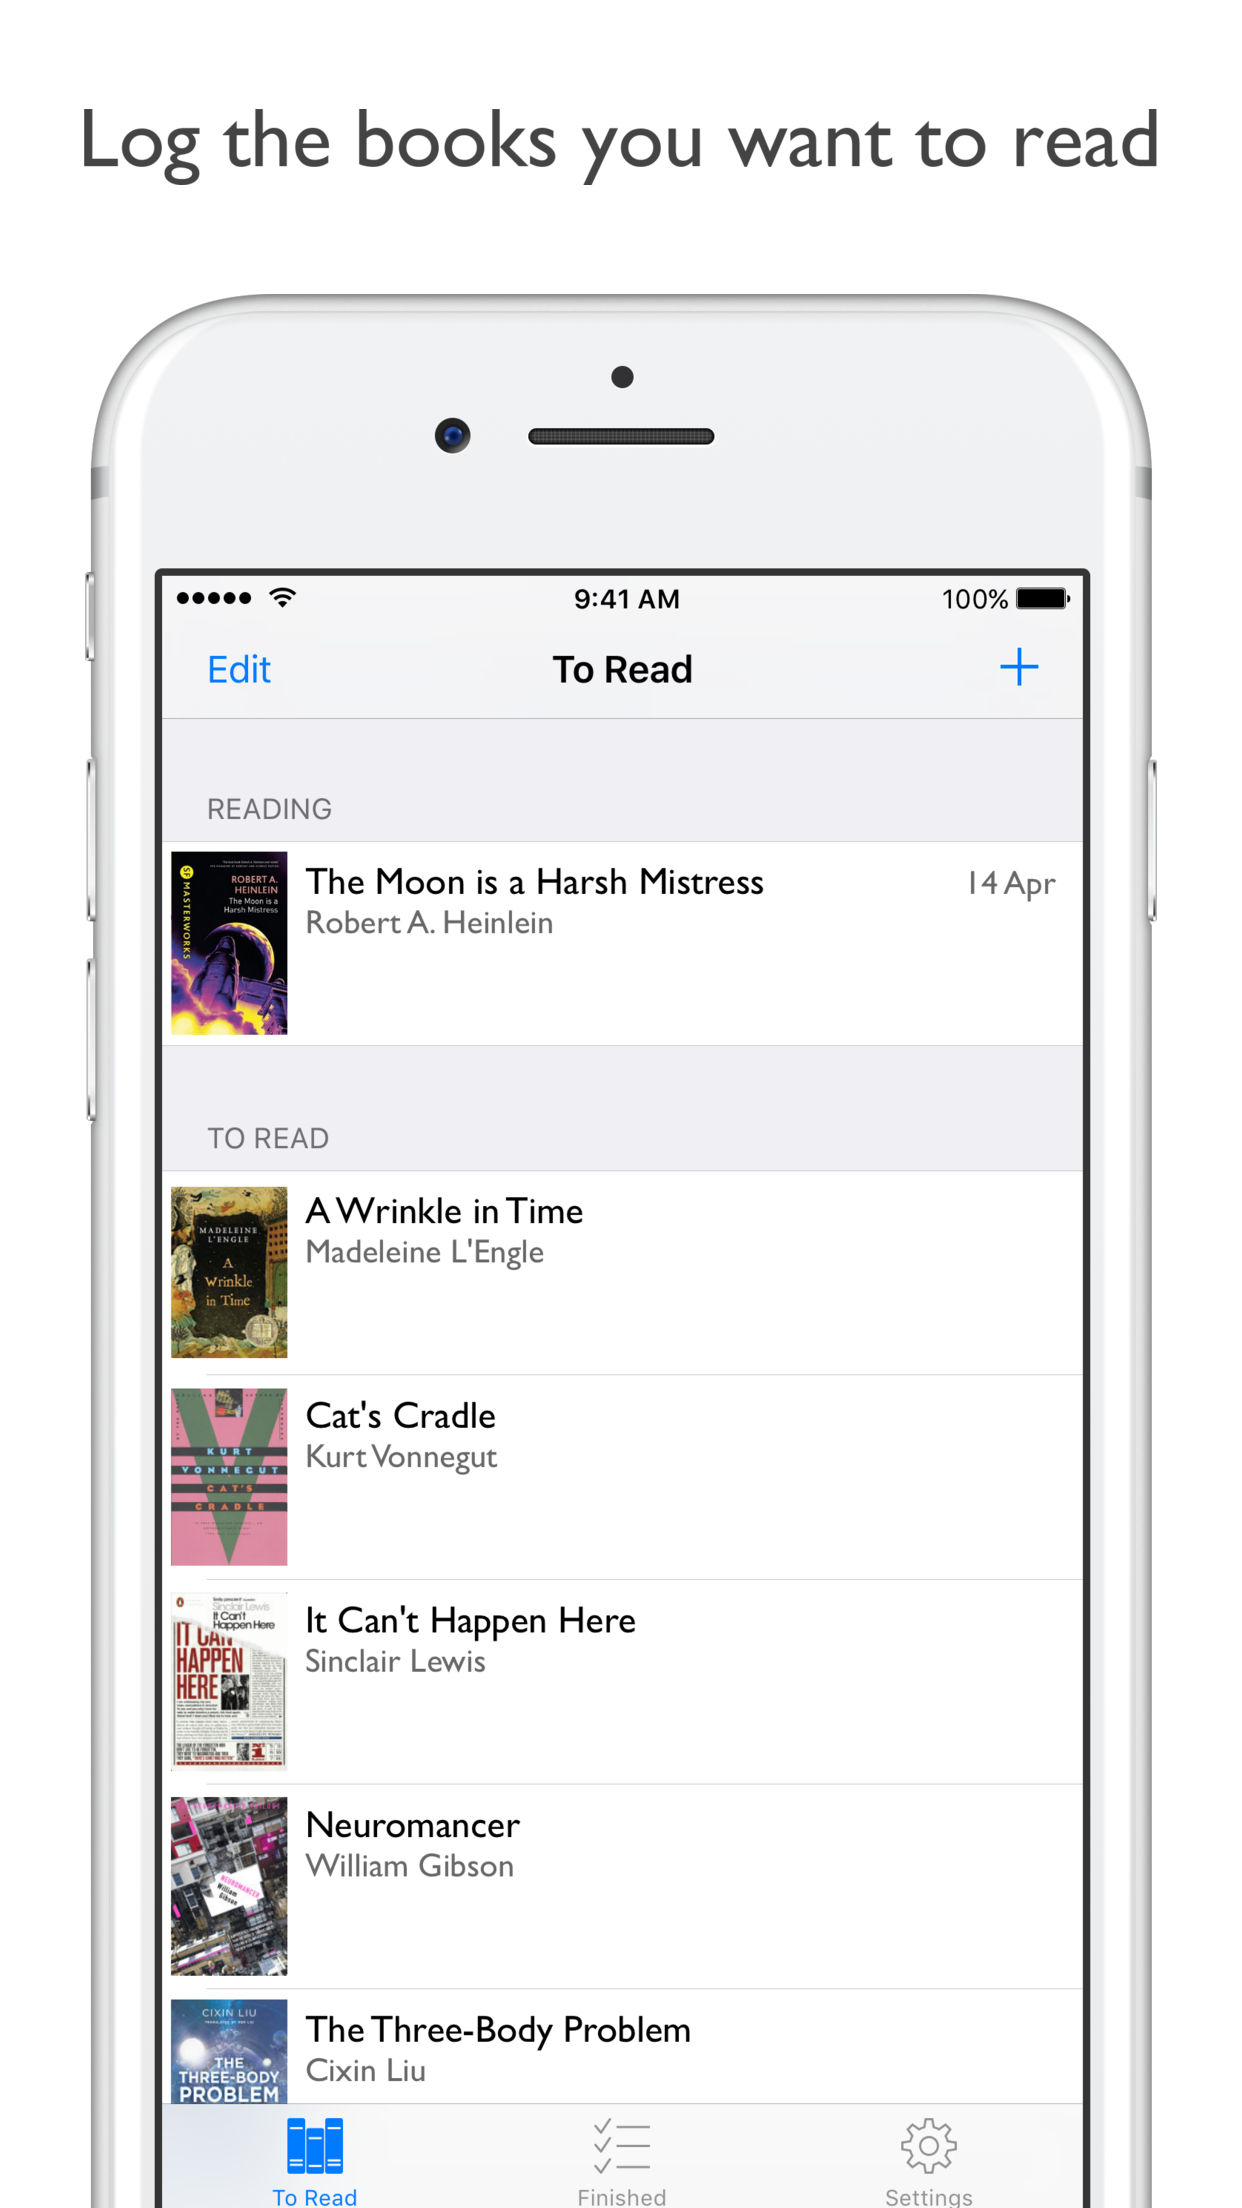 Log the books you want to read
9:41 AM
100%
Edit
To Read
READING
SF MASTERWORKS
ROBERT A.
HEINLEIN
The Moon is a
Harsh Mistress
The Moon is a Harsh Mistress
14 Apr
Robert A. Heinlein
TO READ
MADELEINE
L'ENGLE
A
Wrinkle
in Time
A Wrinkle in Time
Madeleine L'Engle
KURT
VONNEGUT
CAT'S
CRADLE
Cat's Cradle
Kurt Vonnegut
Sinclair Lewis
It Can't
Happen Here
IT CAN
HAPPEN
HERE
It Can't Happen Here
Sinclair Lewis
NEUROMANCER
William
Gibson
Neuromancer
William Gibson
CIXIN LIU
THE
THREE-BODY
PROBLEM
The Three-Body Problem
Cixin Liu
To Read
Finished
Settings